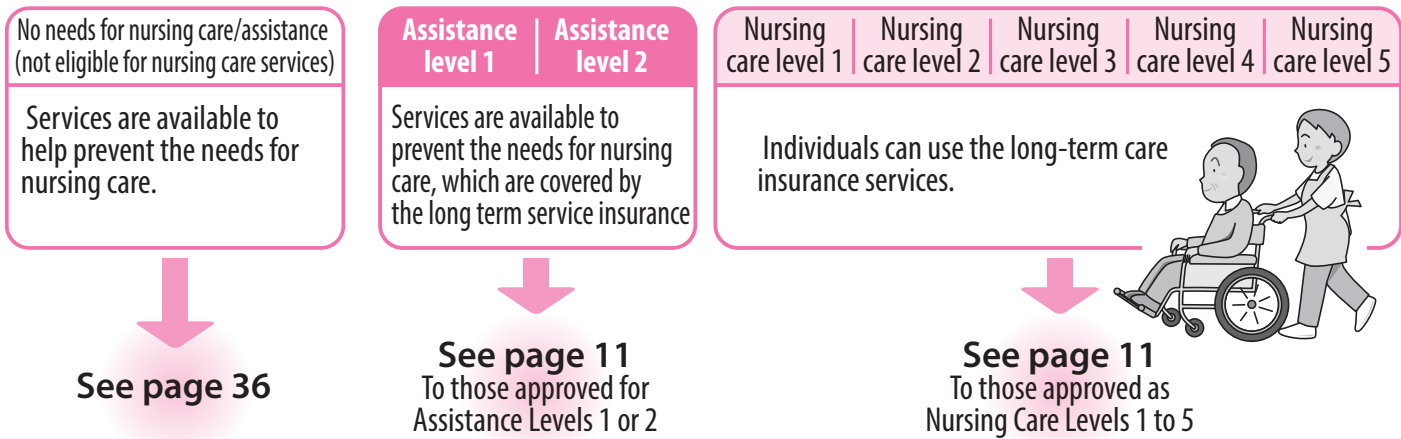 No needs for nursing care/assistance
(not eligible for nursing care services)
Services are available to
help prevent the needs for
nursing care.
See page 36
Assistance
level 1
Assistance
level 2
Services are available to
prevent the needs for nursing
care, which are covered by
the long term service insurance
See page 11
To those approved for
Assistance Levels 1 or 2
Nursing
care level 1
Nursing
care level 2
Nursing
care level 3
Nursing
care level 4
Nursing
care level 5
Individuals can use the long-term care
insurance services.
See page 11
To those approved as
Nursing Care Levels 1 to 5